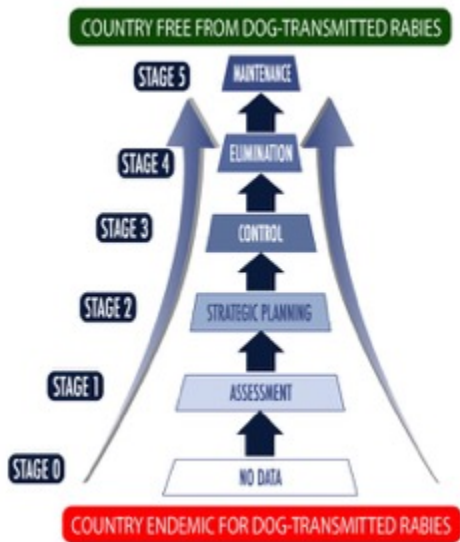 COUNTRY FREE FROM DOG-TRANSMITTED RABIES
STAGE 5
MAINTENANCE
STAGE 4
ELIMINATION
STAGE 3
CONTROL
STAGE 2
STRATEGIC PLANNING
STAGE 1
ASSESSMENT
STAGE 0
NO DATA
COUNTRY ENDEMIC FOR DOG-TRANSMITTED RABIES